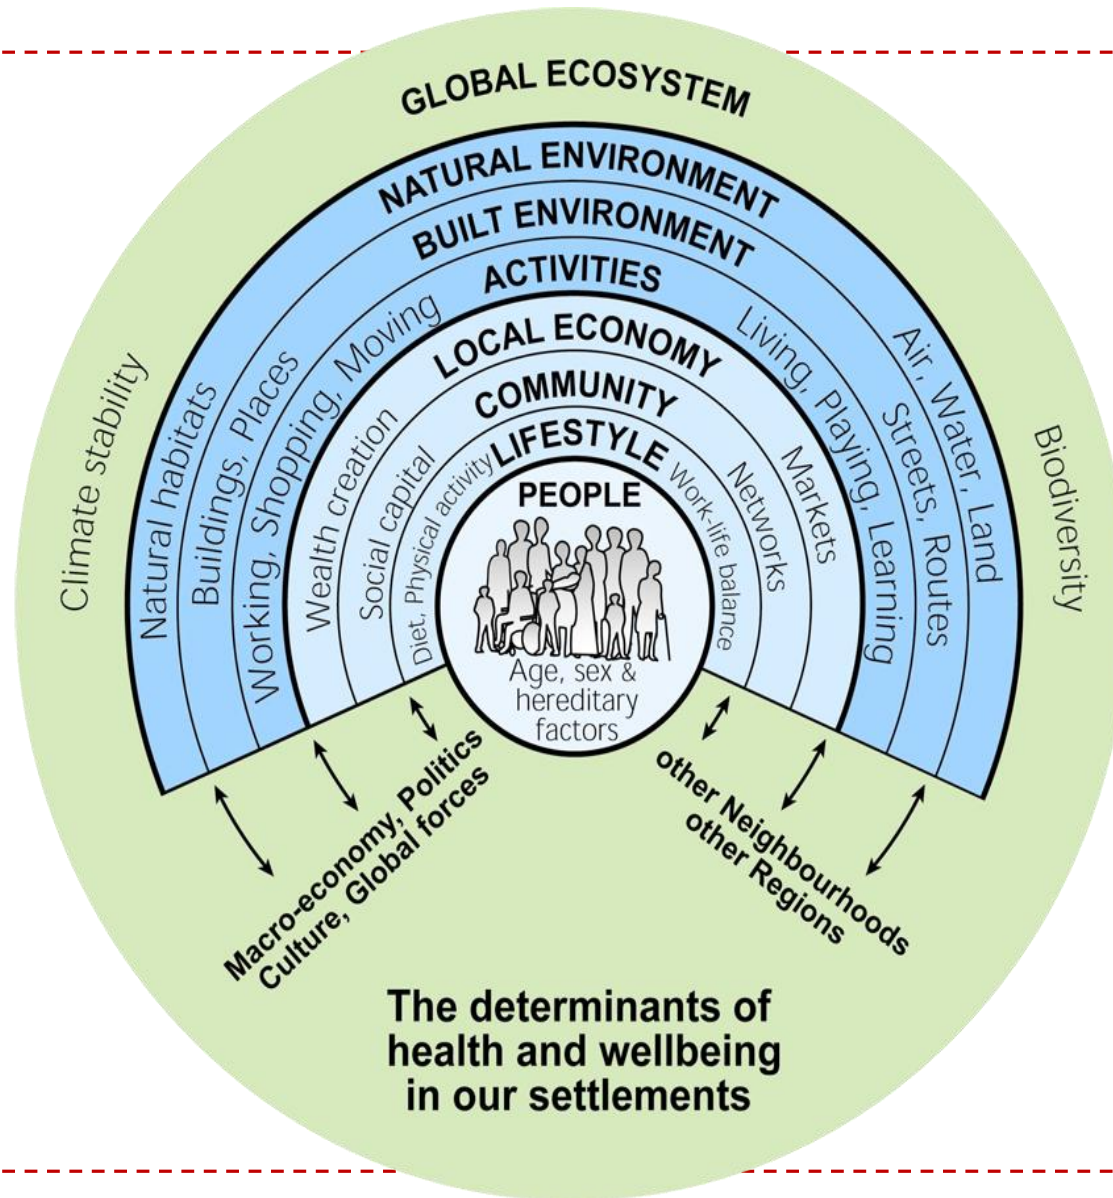 GLOBAL ECOSYSTEM
NATURAL ENVIRONMENT
BUILT ENVIRONMENT
ACTIVITIES
LOCAL ECONOMY
COMMUNITY
LIFESTYLE
PEOPLE
Age, sex &
hereditary
factors
Climate stability
Natural habitats
Buildings, Places
Working, Shopping, Moving
Wealth creation
Social capital
Diet, Physical activity
Work-life balance
Networks
Markets
Living, Playing, Learning
Streets, Routes
Air, Water, Land
Biodiversity
Macro-economy, Politics
Culture, Global forces
other Neighbourhoods
other Regions
The determinants of
health and wellbeing
in our settlements